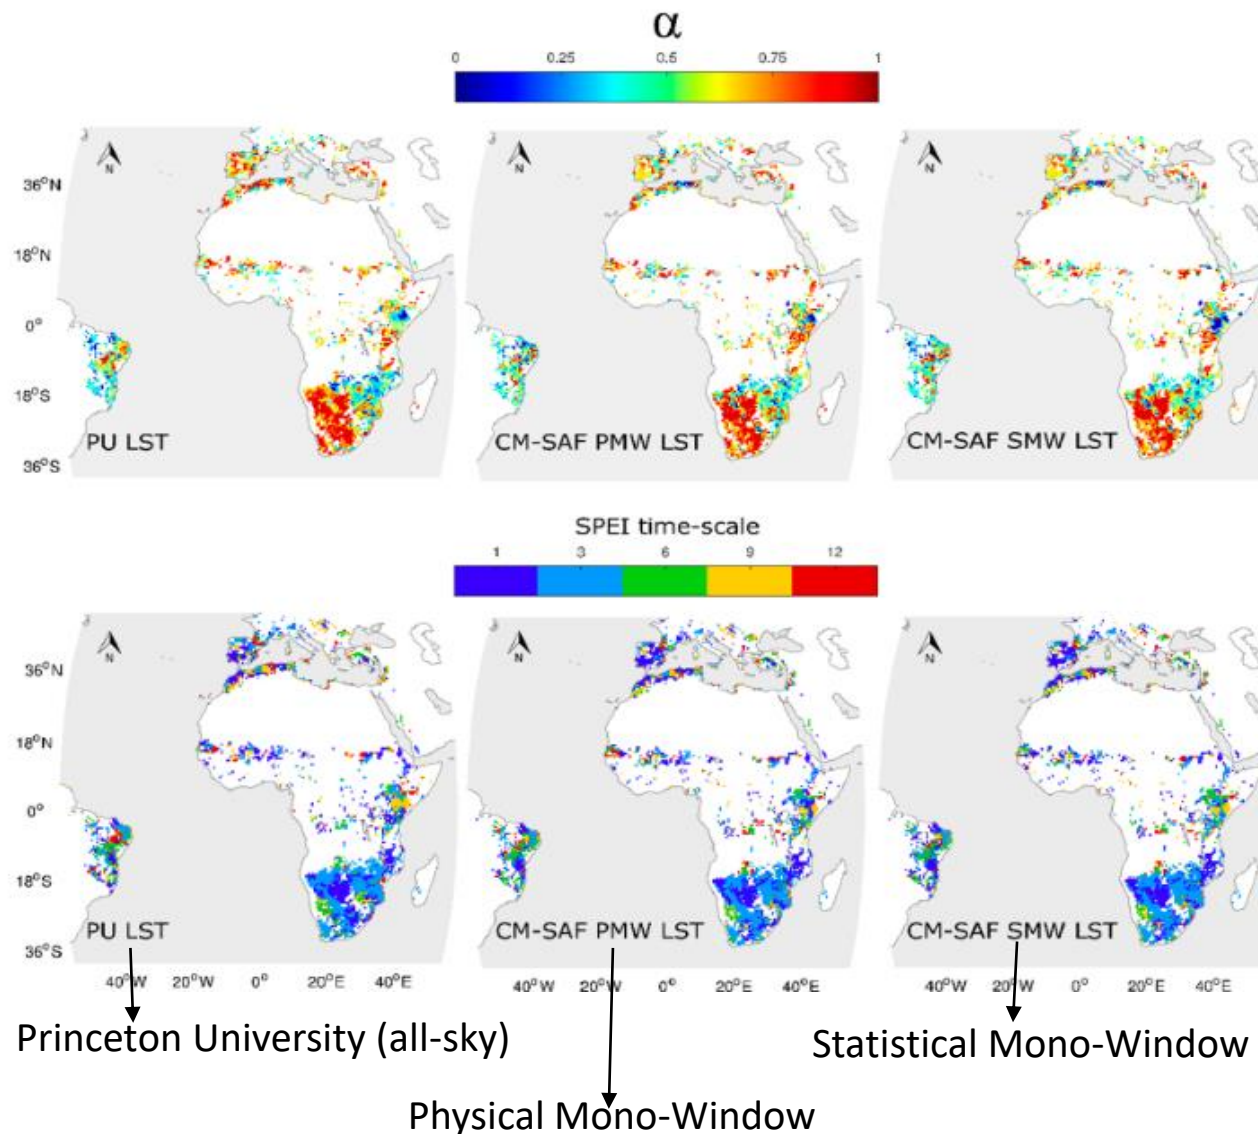 α
0 0.25 0.5 0.75 1
N N N
36°N
18°N
0°
18°S
36°S
PU LST CM-SAF PMW LST CM-SAF SMW LST
SPEI time-scale
1 3 6 9 12
N N N
36°N
18°N
0°
18°S
36°S
PU LST CM-SAF PMW LST CM-SAF SMW LST
40°W 20°W 0° 20°E 40°E 40°W 20°W 0° 20°E 40°E 40°W 20°W 0° 20°E 40°E
Princeton University (all-sky) Statistical Mono-Window
Physical Mono-Window